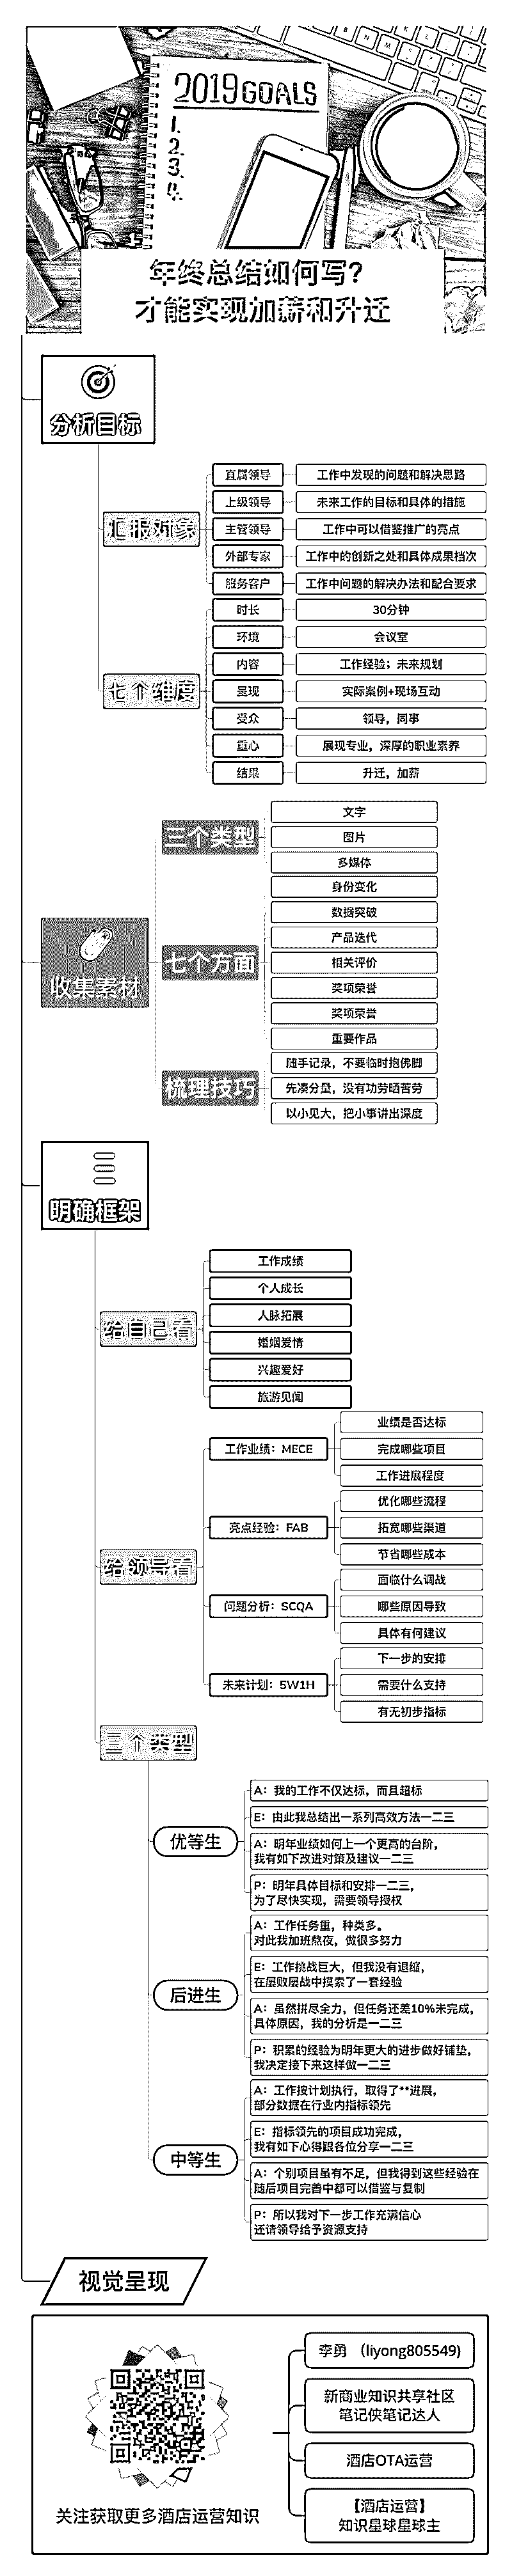 2019 GOALS
1.
2.
3.
4.
年终总结如何写？
才能实现加薪和升迁
分析目标
汇报对象
直属领导
工作中发现的问题和解决思路
上级领导
未来工作的目标和具体的措施
主管领导
工作中可以借鉴推广的亮点
外部专家
工作中的创新之处和具体成果档次
服务客户
工作中问题的解决办法和配合要求
七个维度
时长
30分钟
环境
会议室
内容
工作经验；未来规划
呈现
实际案例+现场互动
受众
领导，同事
重心
展现专业，深厚的职业素养
结果
升迁，加薪
收集素材
三个类型
文字
图片
多媒体
七个方面
身份变化
数据突破
产品迭代
相关评价
奖项荣誉
奖项荣誉
重要作品
梳理技巧
随手记录，不要临时抱佛脚
先凑分量，没有功劳晒苦劳
以小见大，把小事讲出深度
明确框架
给自己看
工作成绩
个人成长
人脉拓展
婚姻爱情
兴趣爱好
旅游见闻
给领导看
工作业绩：MECE
业绩是否达标
完成哪些项目
工作进展程度
亮点经验：FAB
优化哪些流程
拓宽哪些渠道
节省哪些成本
问题分析：SCQA
面临什么调战
哪些原因导致
具体有何建议
未来计划：5W1H
下一步的安排
需要什么支持
有无初步指标
三个类型
优等生
A：我的工作不仅达标，而且超标
E：由此我总结出一系列高效方法一二三
A：明年业绩如何上一个更高的台阶，
我有如下改进对策及建议一二三
P：明年具体目标和安排一二三，
为了尽快实现，需要领导授权
后进生
A：工作任务重，种类多。
对此我加班熬夜，做很多努力
E：工作挑战巨大，但我没有退缩，
在屡败屡战中摸索了一套经验
A：虽然拼尽全力，但任务还差10%未完成，
具体原因，我的分析是一二三
P：积累的经验为明年更大的进步做好铺垫，
我决定接下来这样做一二三
中等生
A：工作按计划执行，取得了**进展，
部分数据在行业内指标领先
E：指标领先的项目成功完成，
我有如下心得跟各位分享一二三
A：个别项目虽有不足，但我得到这些经验在
随后项目完善中都可以借鉴与复制
P：所以我对下一步工作充满信心
还请领导给予资源支持
视觉呈现
关注获取更多酒店运营知识
李勇 （liyong805549）
新商业知识共享社区
笔记侠笔记达人
酒店OTA运营
【酒店运营】
知识星球星球主